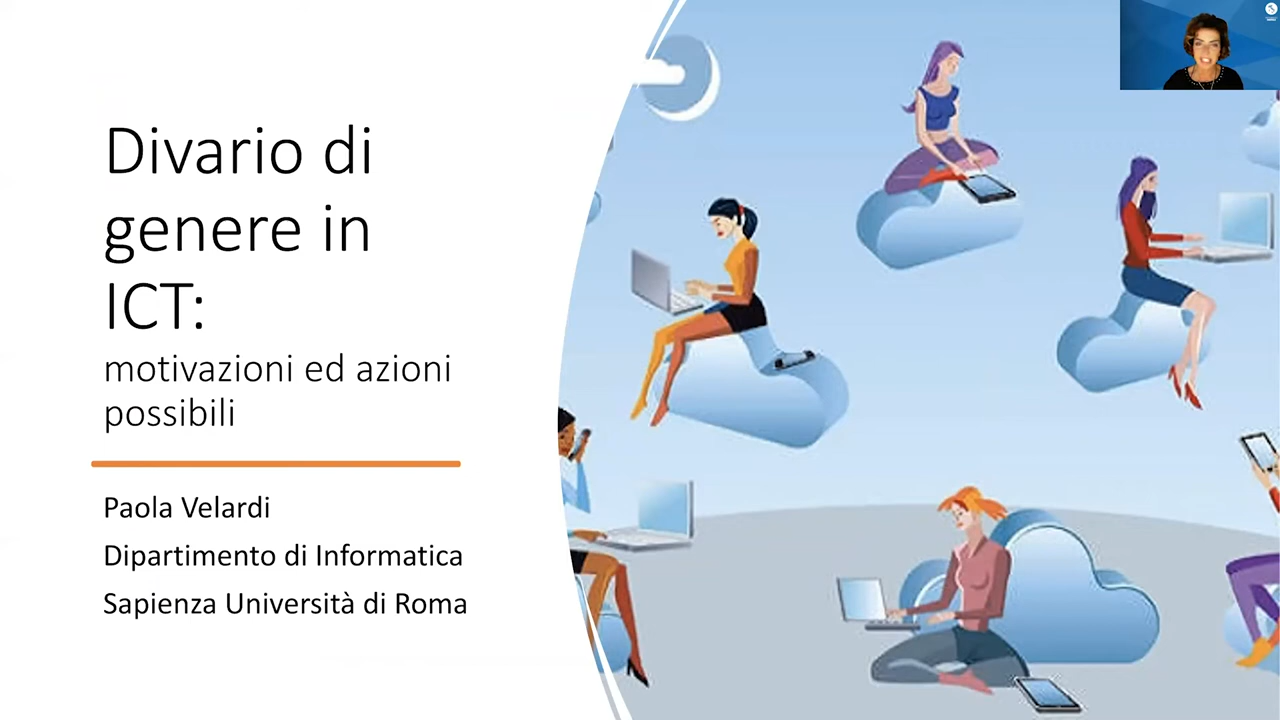 Divario di
genere in
ICT:
motivazioni ed azioni
possibili
Paola Velardi
Dipartimento di Informatica
Sapienza Università di Roma